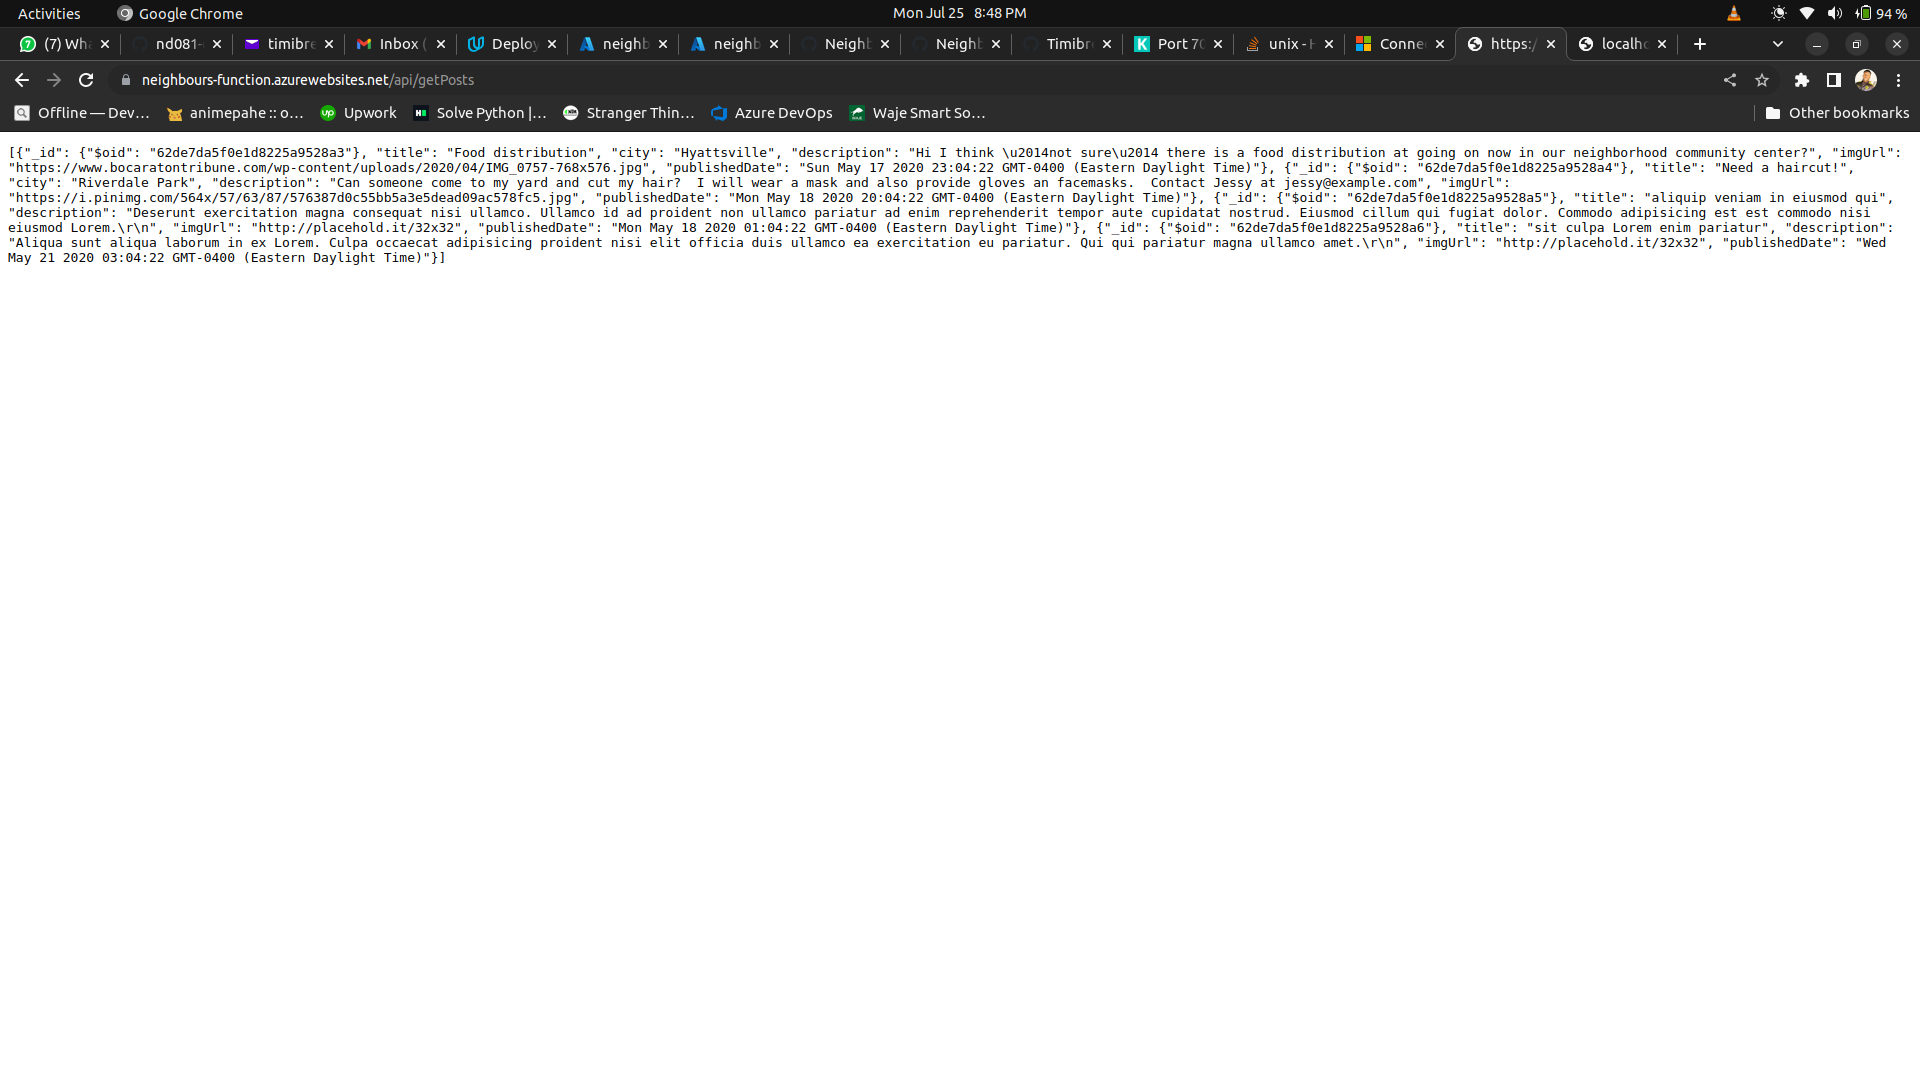 Activities Google Chrome Mon Jul 25 8:48 PM 94 %
(7) Wha nd081- timibre Inbox ( Deploy neighb neighb Neighb Neighb Timibr Port 70 unix - Conne https:/ localho
neighbours-function.azurewebsites.net/api/getPosts
Offline — Dev… animepahe :: o… Upwork Solve Python |… Stranger Thin… Azure DevOps Waje Smart So… Other bookmarks
[{"_id": {"$oid": "62de7da5f0e1d8225a9528a3"}, "title": "Food distribution", "city": "Hyattsville", "description": "Hi I think \u2014not sure\u2014 there is a food distribution at going on now in our neighborhood community center?", "imgUrl":
"https://www.bocaratontribune.com/wp-content/uploads/2020/04/IMG_0757-768x576.jpg", "publishedDate": "Sun May 17 2020 23:04:22 GMT-0400 (Eastern Daylight Time)"}, {"_id": {"$oid": "62de7da5f0e1d8225a9528a4"}, "title": "Need a haircut!",
"city": "Riverdale Park", "description": "Can someone come to my yard and cut my hair?  I will wear a mask and also provide gloves an facemasks.  Contact Jessy at jessy@example.com", "imgUrl":
"https://i.pinimg.com/564x/57/63/87/576387d0c55bb5a3e5dead09ac578fc5.jpg", "publishedDate": "Mon May 18 2020 20:04:22 GMT-0400 (Eastern Daylight Time)"}, {"_id": {"$oid": "62de7da5f0e1d8225a9528a5"}, "title": "aliquip veniam in eiusmod qui",
"description": "Deserunt exercitation magna consequat nisi ullamco. Ullamco id ad proident non ullamco pariatur ad enim reprehenderit tempor aute cupidatat nostrud. Eiusmod cillum qui fugiat dolor. Commodo adipisicing est est commodo nisi
eiusmod Lorem.\r\n", "imgUrl": "http://placehold.it/32x32", "publishedDate": "Mon May 18 2020 01:04:22 GMT-0400 (Eastern Daylight Time)"}, {"_id": {"$oid": "62de7da5f0e1d8225a9528a6"}, "title": "sit culpa Lorem enim pariatur", "description":
"Aliqua sunt aliqua laborum in ex Lorem. Culpa occaecat adipisicing proident nisi elit officia duis ullamco ea exercitation eu pariatur. Qui qui pariatur magna ullamco amet.\r\n", "imgUrl": "http://placehold.it/32x32", "publishedDate": "Wed
May 21 2020 03:04:22 GMT-0400 (Eastern Daylight Time)"}]